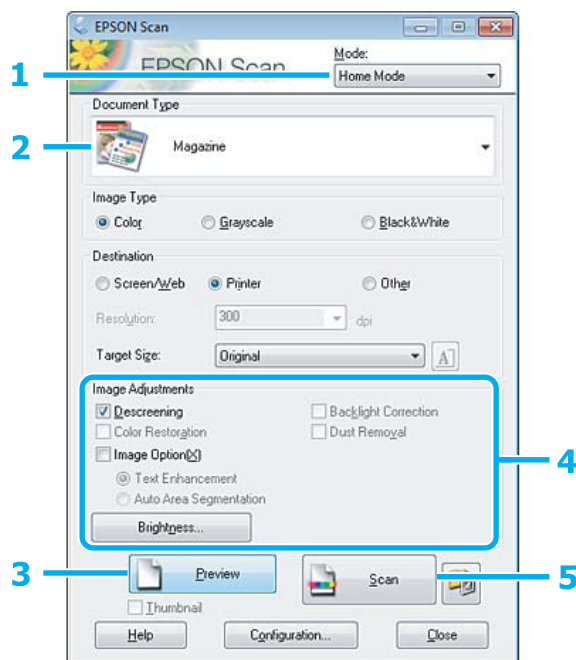 EPSON Scan
EPSON Scan
Mode:
1
Home Mode
Document Type
2
Magazine
Image Type
Color
Grayscale
Black&White
Destination
Screen/Web
Printer
Other
Resolution:
300
dpi
Target Size:
Original
A
Image Adjustments
Descreening
Backlight Correction
Color Restoration
Dust Removal
Image Option(X)
4
Text Enhancement
Auto Area Segmentation
Brightness...
3
Preview
Scan
5
Thumbnail
Help
Configuration...
Close